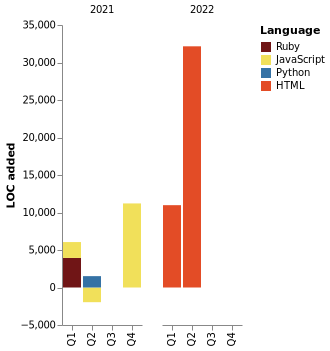 2021
2022
LOC added
35,000
30,000
25,000
20,000
15,000
10,000
5,000
0
−5,000
Q1
Q2
Q3
Q4
Q1
Q2
Q3
Q4
Language
Ruby
JavaScript
Python
HTML